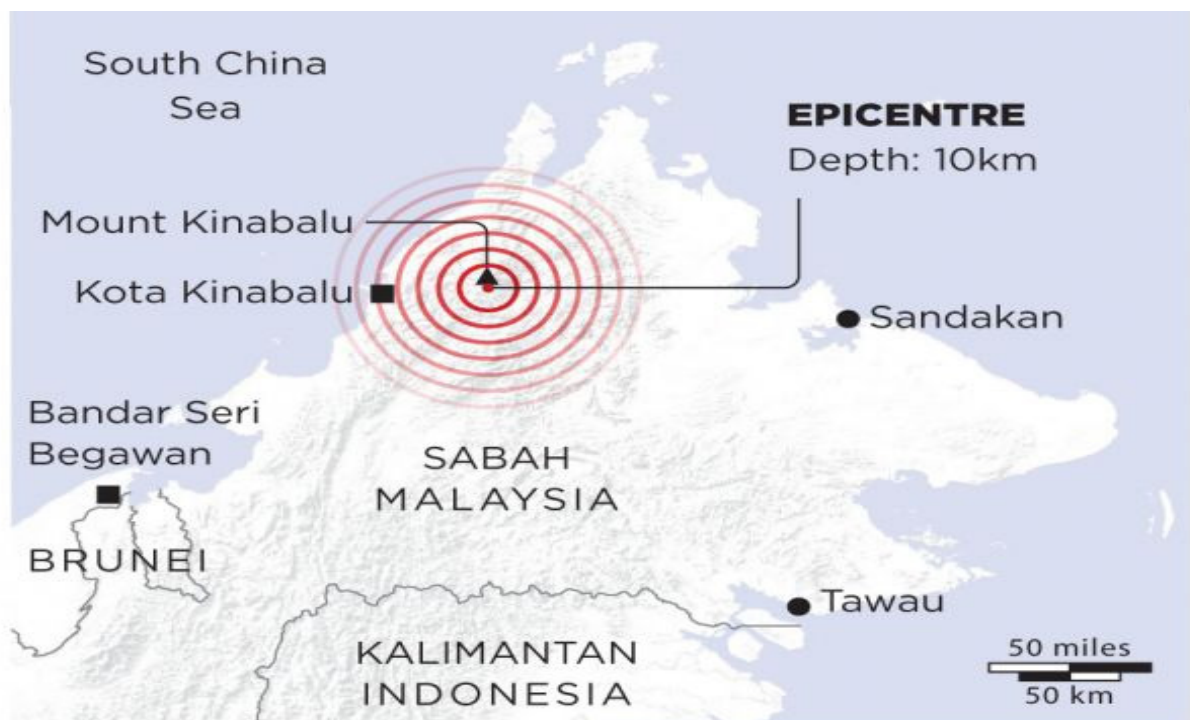 South China
Sea
EPICENTRE
Depth: 10km
Mount Kinabalu
Kota Kinabalu
Sandakan
Bandar Seri
Begawan
SABAH
MALAYSIA
BRUNEI
Tawau
KALIMANTAN
INDONESIA
50 miles
50 km